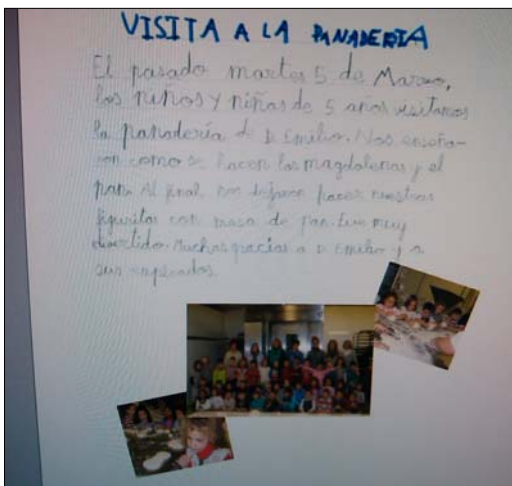 VISITA A LA PANADERÍA
El pasado martes 5 de Marzo,
los niños y niñas de 5 años visitamos
la panadería de D. Emilio. Nos enseña-
ron como se hacen las magdalenas y el
pan. Al final, nos dejaron hacer nuestras
figuritas con masa de pan. Fue muy
divertido. Muchas gracias a D. Emilio y a
sus empleados.